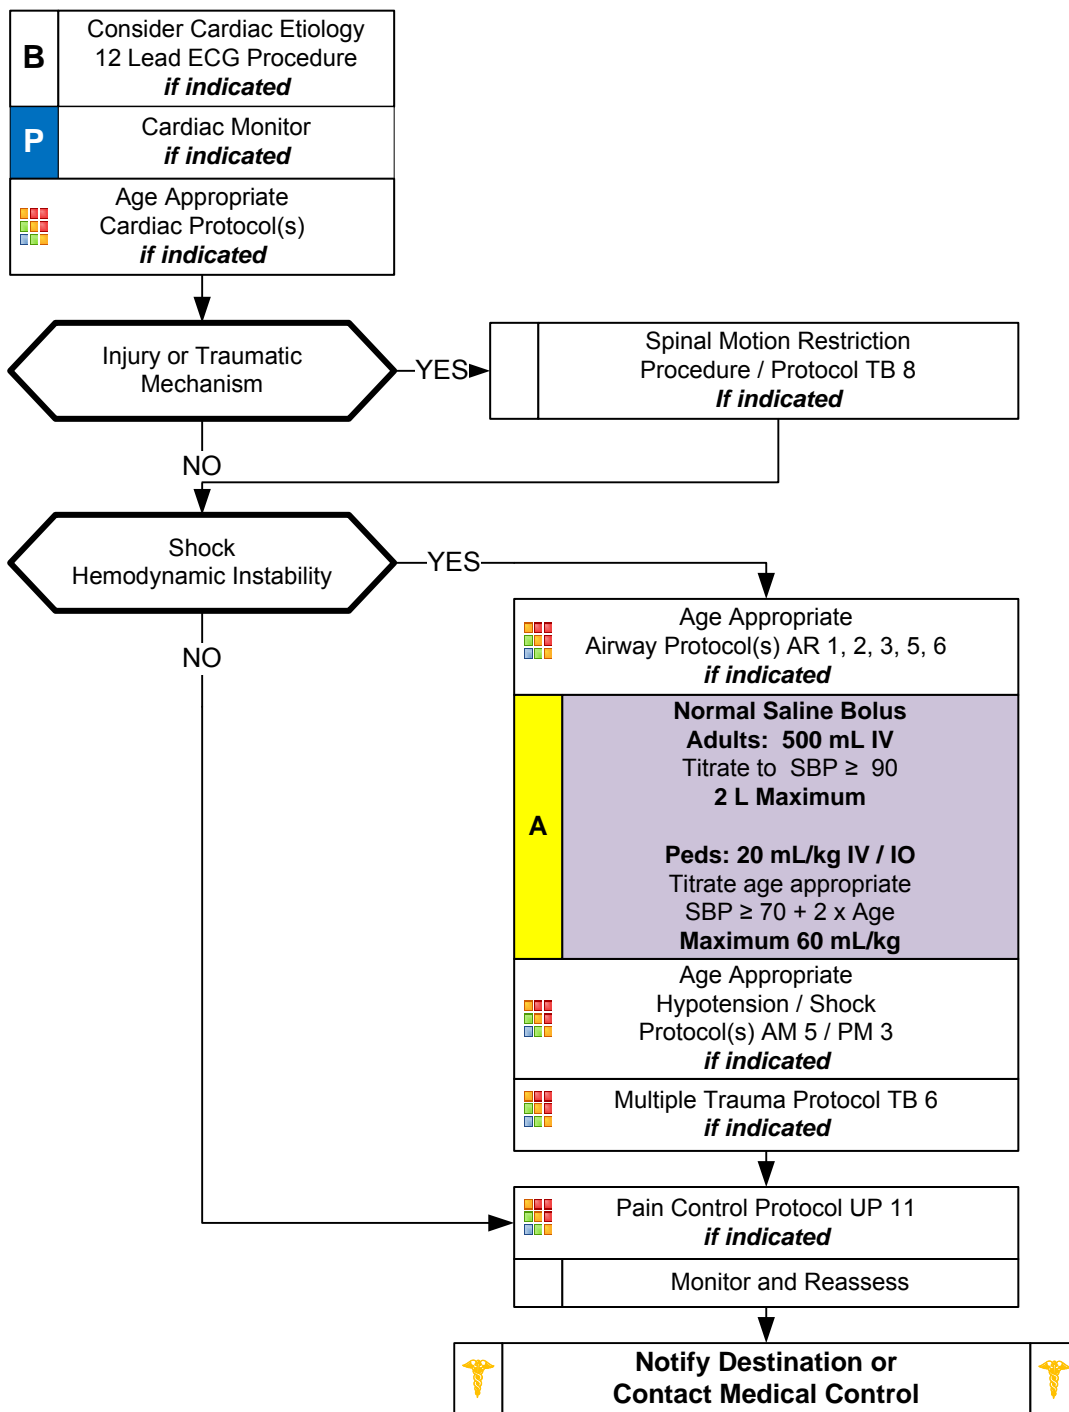 B
Consider Cardiac Etiology
12 Lead ECG Procedure
if indicated
P
Cardiac Monitor
if indicated
Age Appropriate
Cardiac Protocol(s)
if indicated
Injury or Traumatic
Mechanism
YES
Spinal Motion Restriction
Procedure / Protocol TB 8
If indicated
NO
Shock
Hemodynamic Instability
YES
NO
Age Appropriate
Airway Protocol(s) AR 1, 2, 3, 5, 6
if indicated
A
Normal Saline Bolus
Adults: 500 mL IV
Titrate to SBP ≥ 90
2 L Maximum
Peds: 20 mL/kg IV / IO
Titrate age appropriate
SBP ≥ 70 + 2 x Age
Maximum 60 mL/kg
Age Appropriate
Hypotension / Shock
Protocol(s) AM 5 / PM 3
if indicated
Multiple Trauma Protocol TB 6
if indicated
Pain Control Protocol UP 11
if indicated
Monitor and Reassess
Notify Destination or
Contact Medical Control